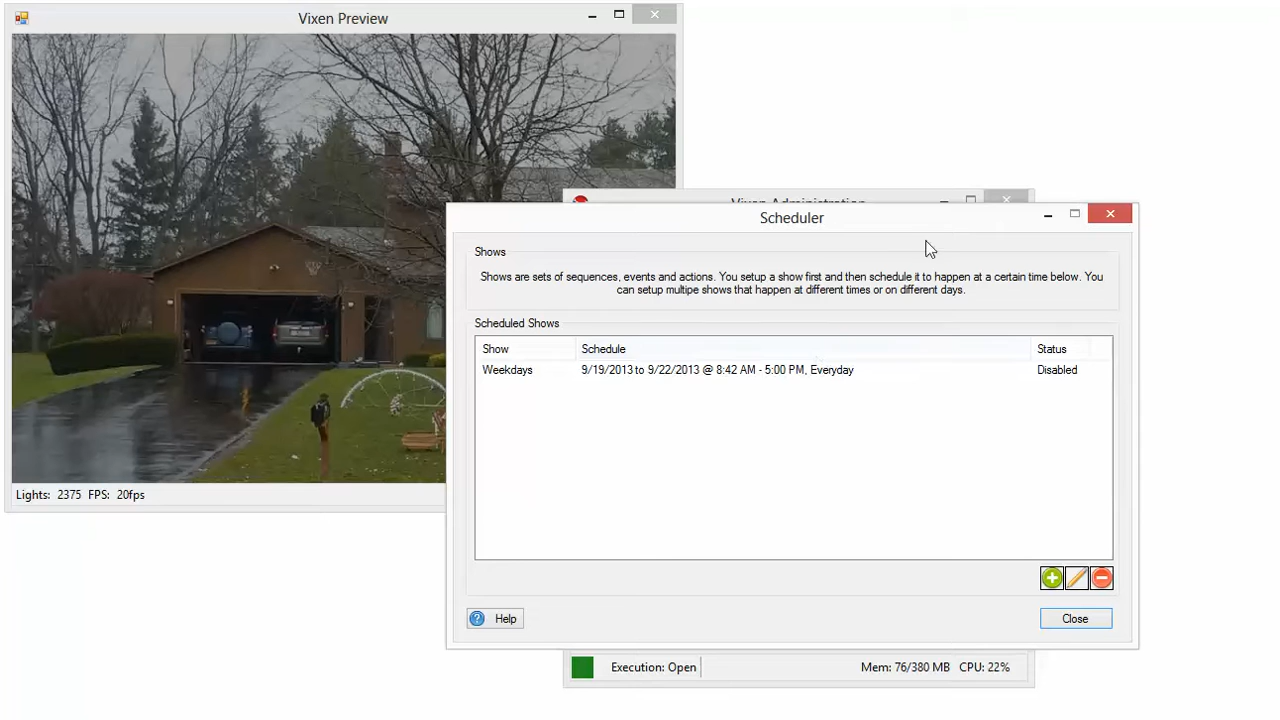 Vixen Preview
Vixen Administration
Scheduler
Shows
Shows are sets of sequences, events and actions. You setup a show first and then schedule it to happen at a certain time below. You
can setup multipe shows that happen at different times or on different days.
Scheduled Shows
Show Schedule Status
Weekdays 9/19/2013 to 9/22/2013 @ 8:42 AM - 5:00 PM, Everyday Disabled
Lights: 2375 FPS: 20fps
Help
Close
Execution: Open Mem: 76/380 MB CPU: 22%